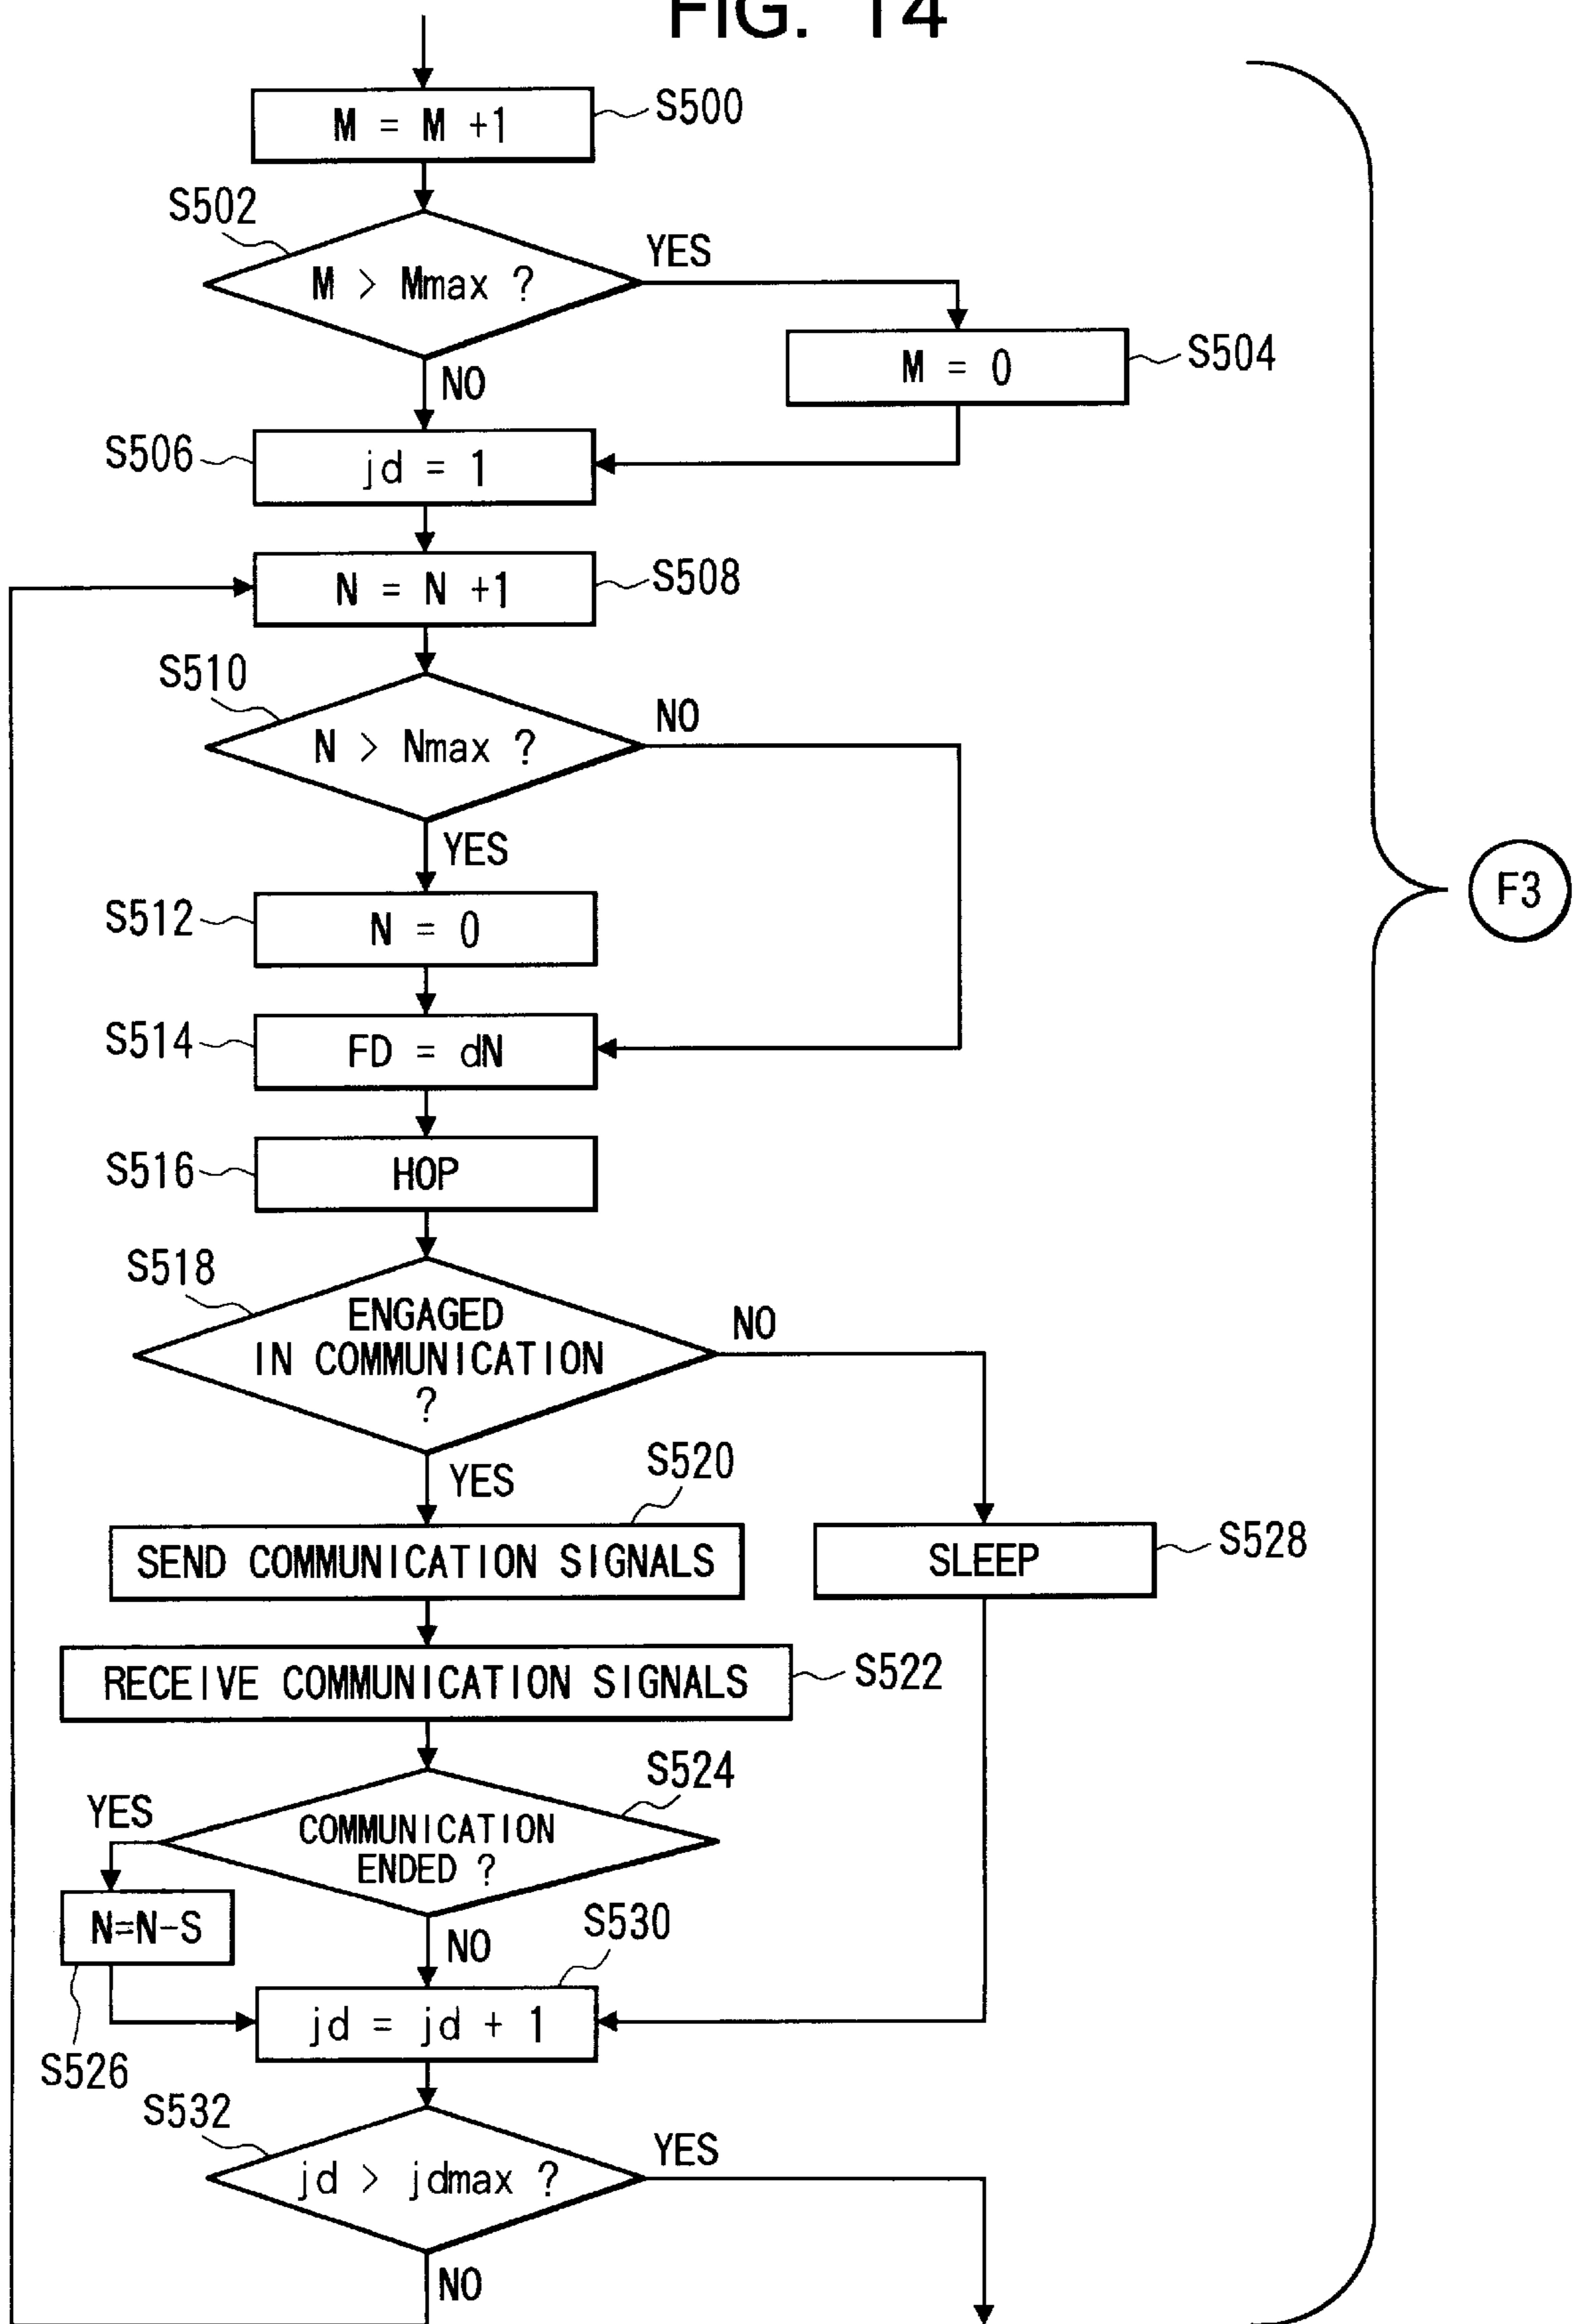 FIG. 14
M = M +1
S500
S502
M > Mmax ?
YES
NO
M = 0
S504
S506
jd = 1
N = N +1
S508
S510
N > Nmax ?
NO
YES
S512
N = 0
S514
FD = dN
S516
HOP
S518
ENGAGED
IN COMMUNICATION
?
NO
YES
S520
SEND COMMUNICATION SIGNALS
SLEEP
S528
RECEIVE COMMUNICATION SIGNALS
S522
S524
YES
COMMUNICATION
ENDED ?
N=N-S
NO
S530
jd = jd + 1
S526
S532
jd > jdmax ?
YES
NO
F3